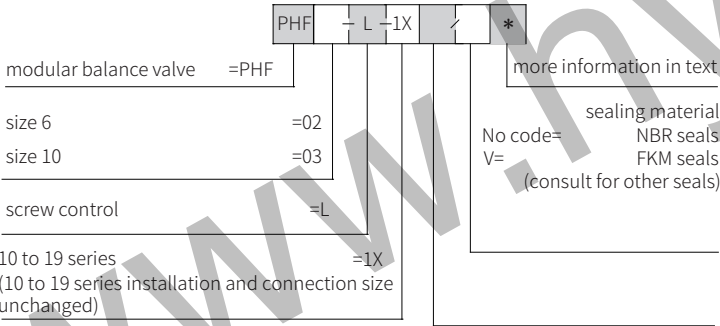 PHF - L -1X / *
modular balance valve =PHF
more information in text
size 6 =02
size 10 =03
sealing material
No code= NBR seals
V= FKM seals
(consult for other seals)
screw control =L
10 to 19 series =1X
(10 to 19 series installation and connection size
unchanged)
www.hy